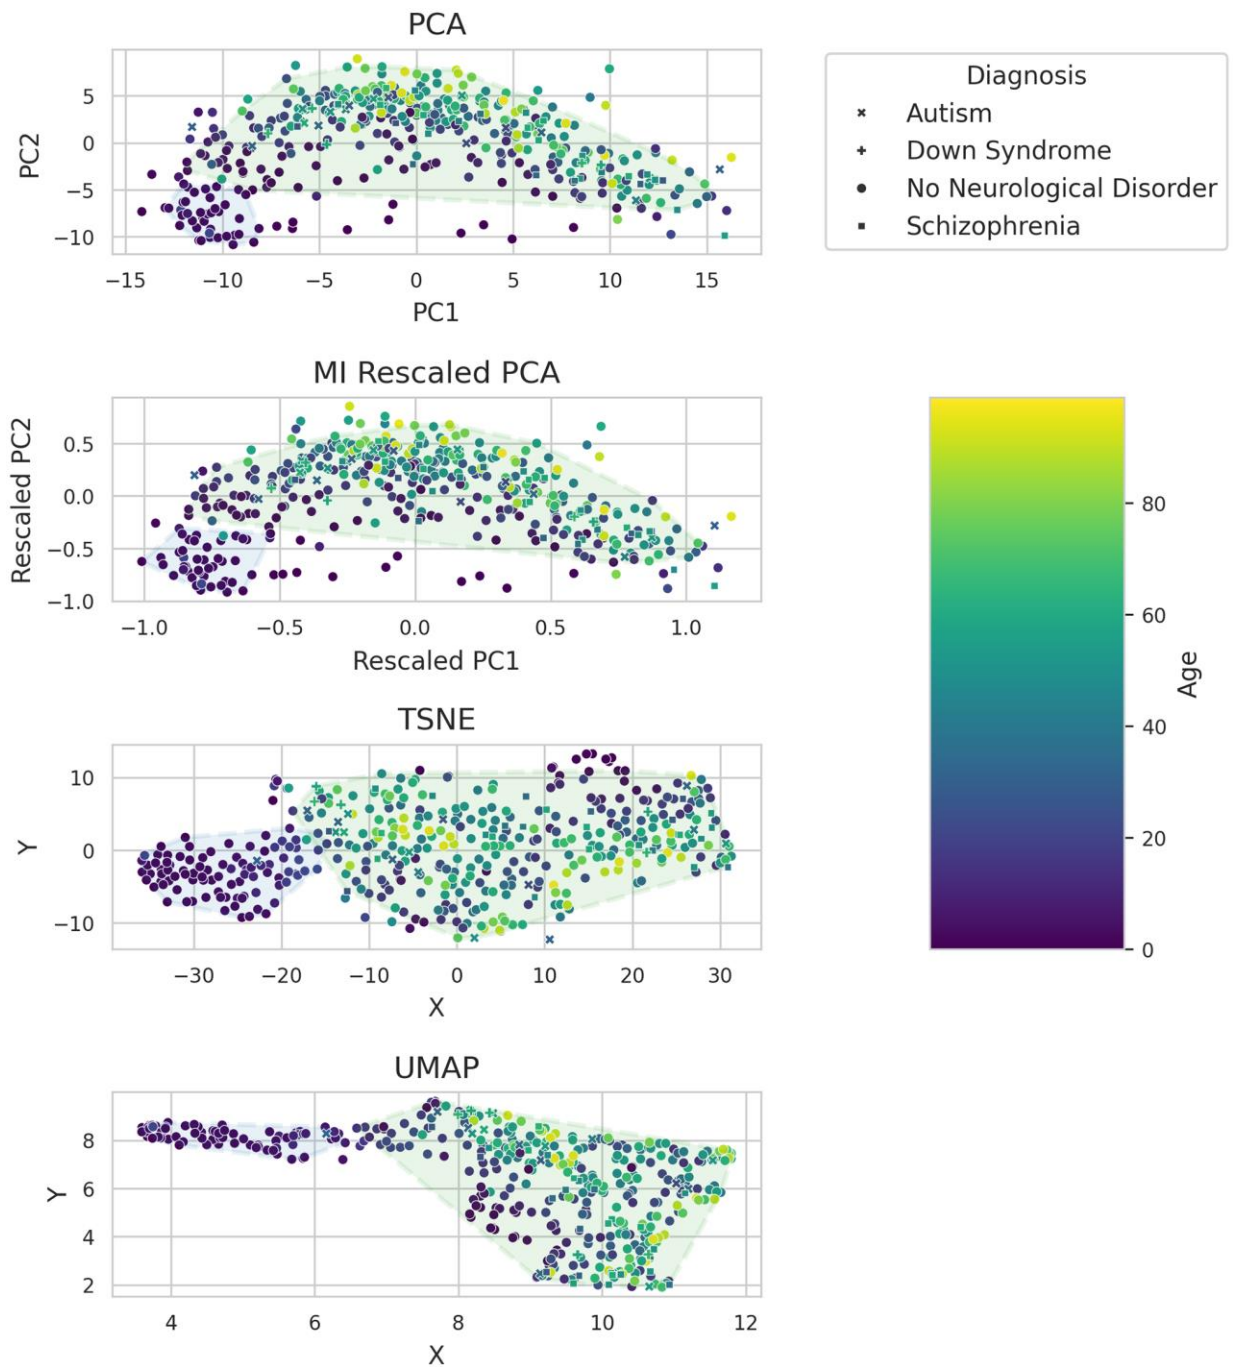 PCA
5
0
−5
−10
PC2
−15
−10
−5
0
5
10
15
PC1
Diagnosis
Autism
Down Syndrome
No Neurological Disorder
Schizophrenia
MI Rescaled PCA
0.5
0.0
−0.5
−1.0
Rescaled PC2
−1.0
−0.5
0.0
0.5
1.0
Rescaled PC1
80
60
40
20
0
Age
TSNE
10
0
−10
Y
−30
−20
−10
0
10
20
30
X
UMAP
8
6
4
2
Y
4
6
8
10
12
X